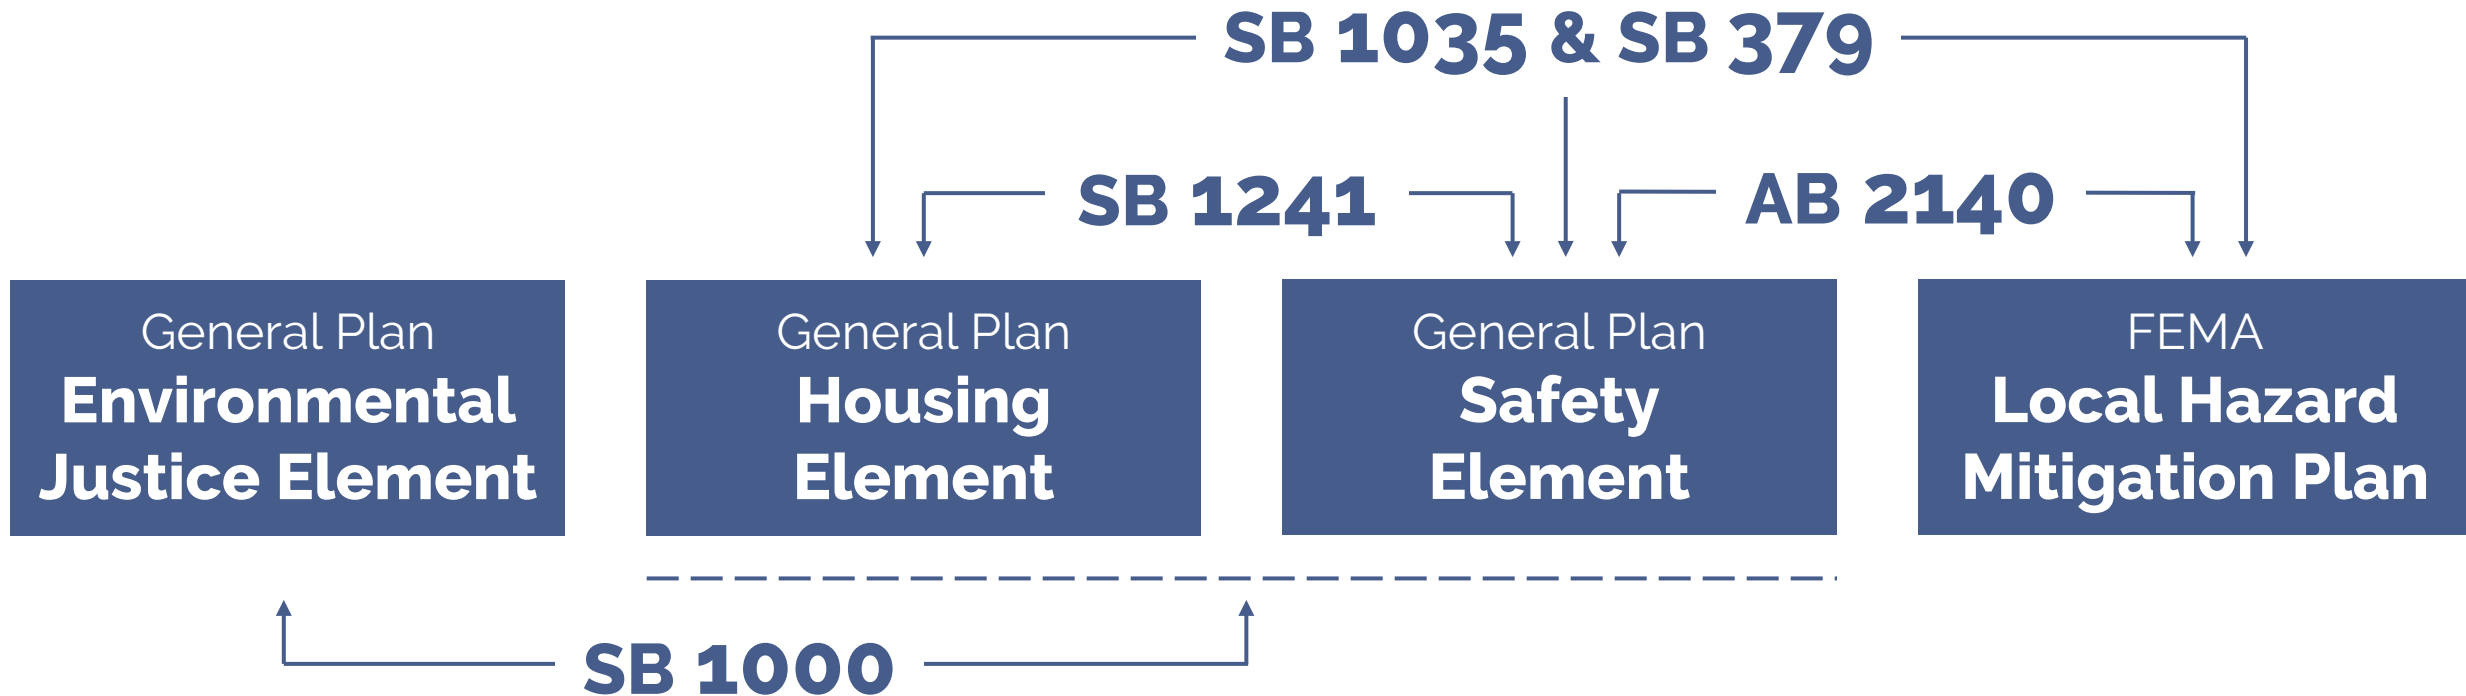 SB 1035 & SB 379
SB 1241
AB 2140
General Plan
Environmental
Justice Element
General Plan
Housing
Element
General Plan
Safety
Element
FEMA
Local Hazard
Mitigation Plan
SB 1000